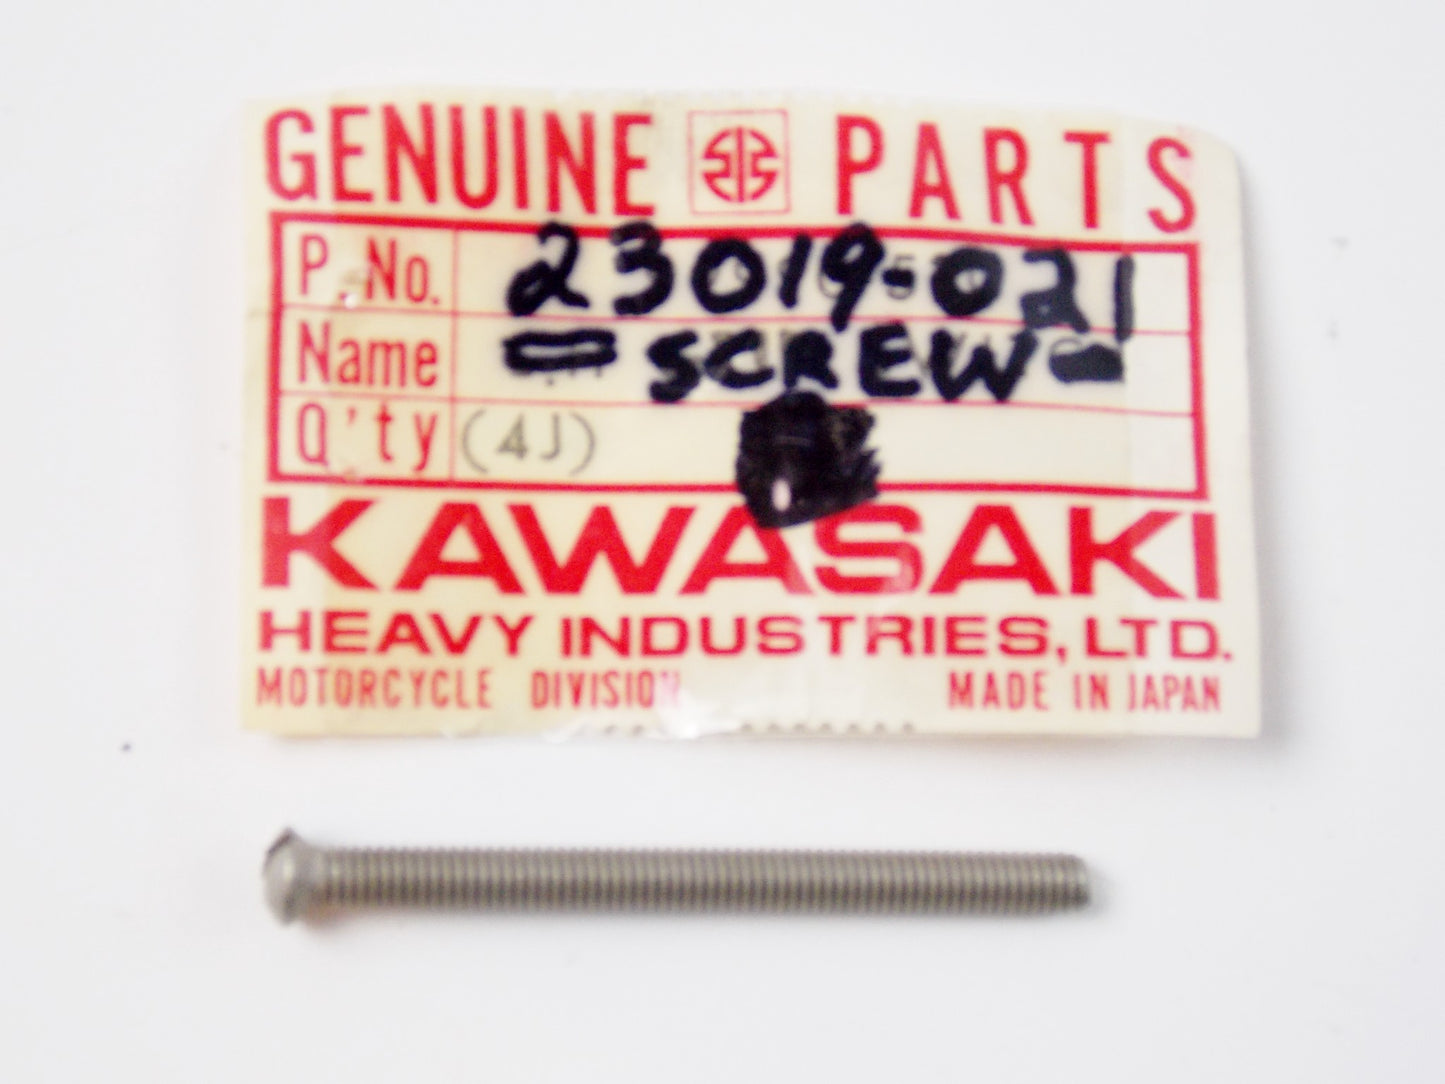 GENUINE PARTS
P.No. 23019-021
Name =SCREW-
Q'ty (4J)
KAWASAKI
HEAVY INDUSTRIES, LTD.
MOTORCYCLE DIVISION MADE IN JAPAN